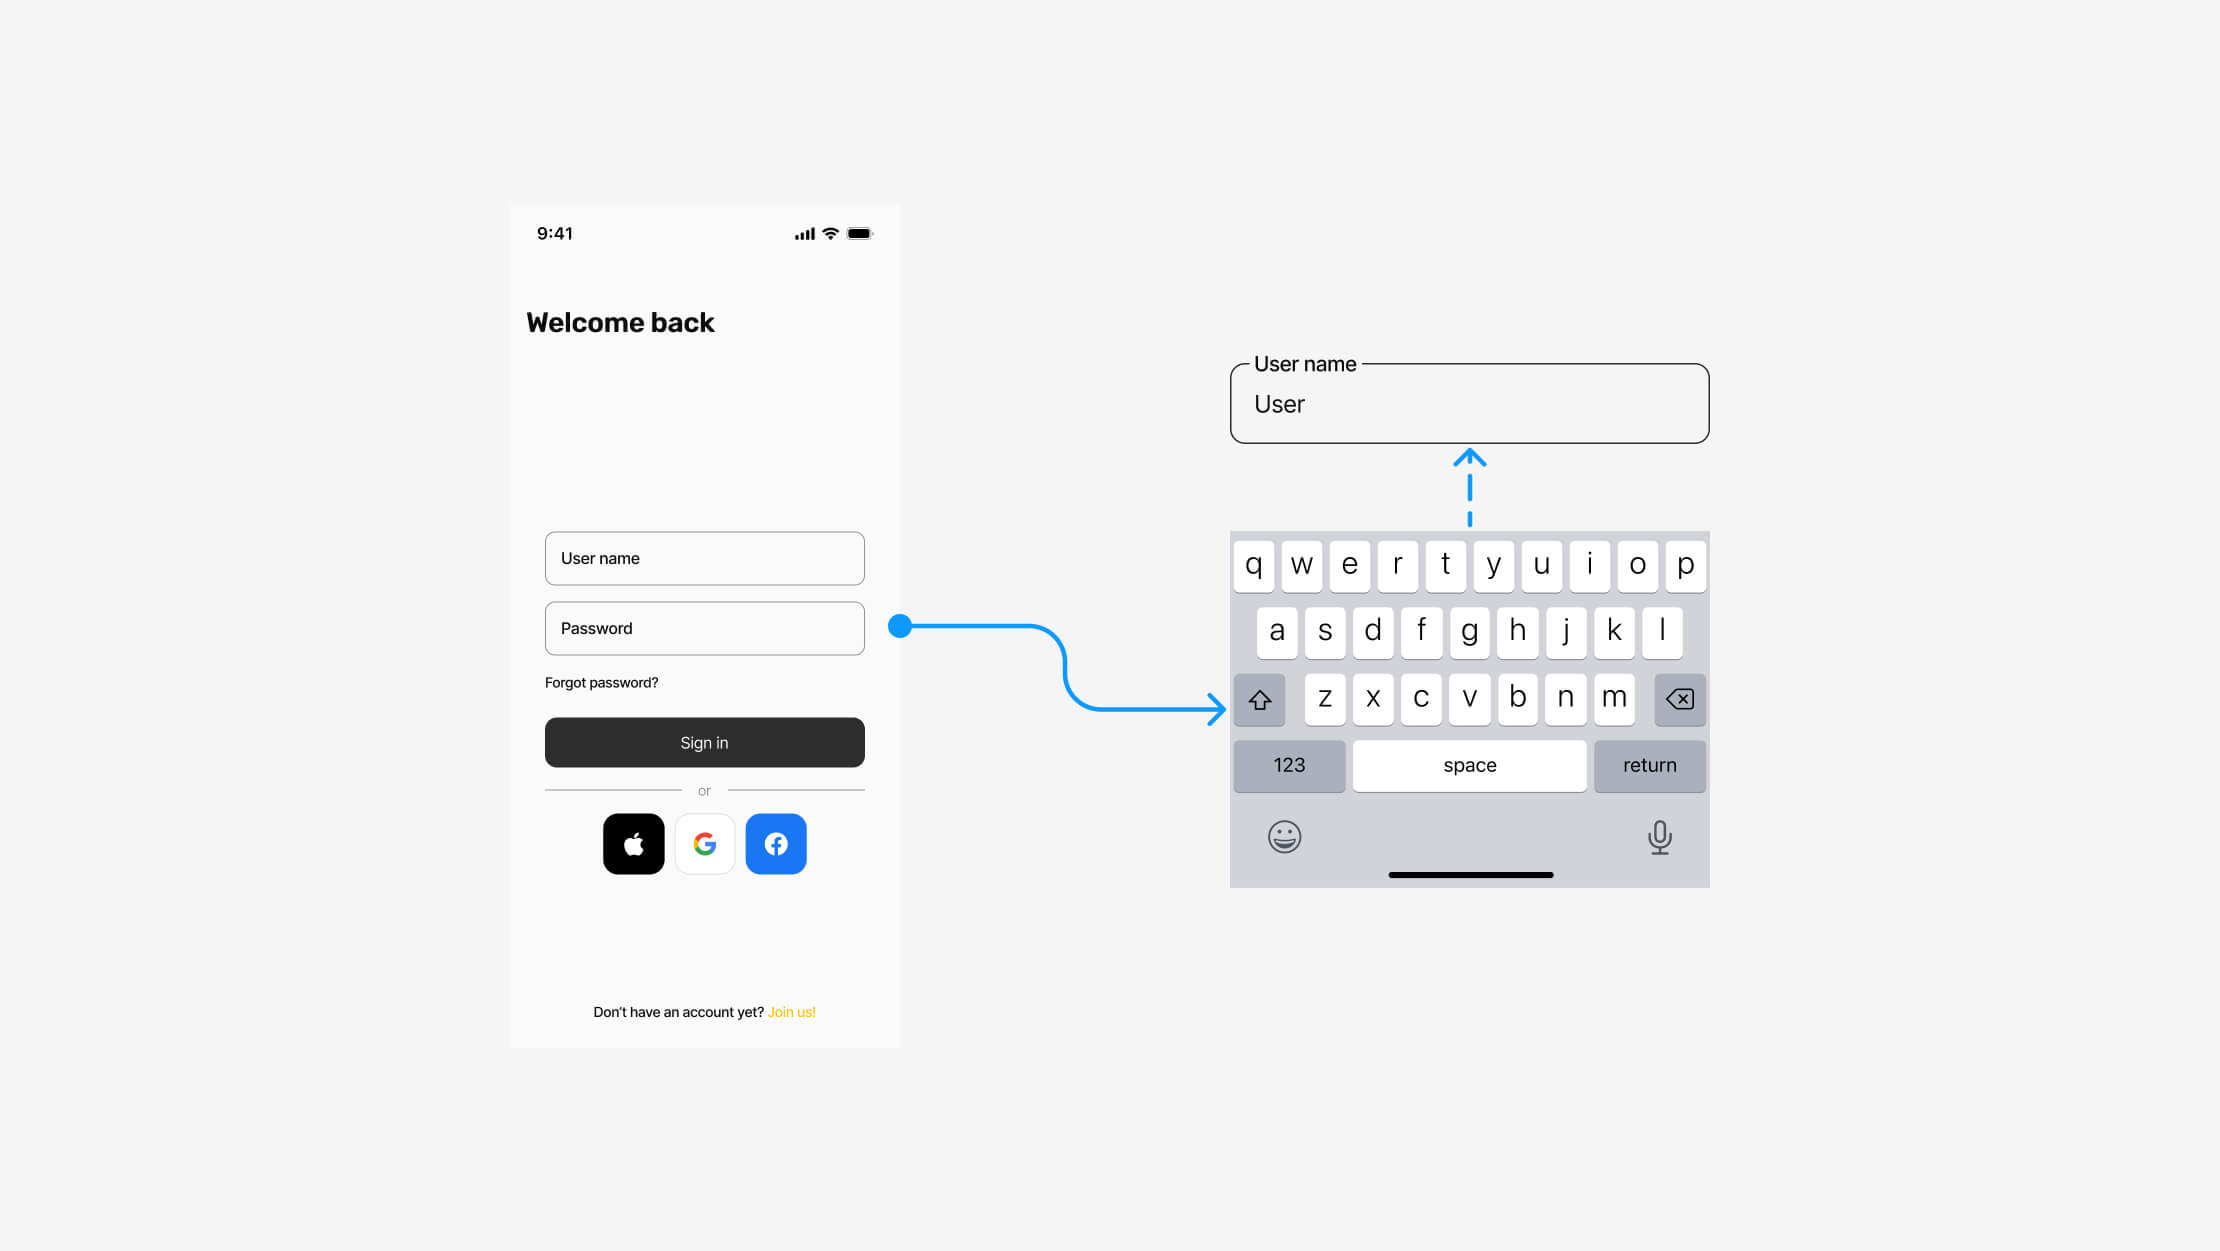 9:41
Welcome back
User name
Password
Forgot password?
Sign in
or
Don't have an account yet? Join us!
User name
User
q w e r t y u i o p
a s d f g h j k l
z x c v b n m
123 space return